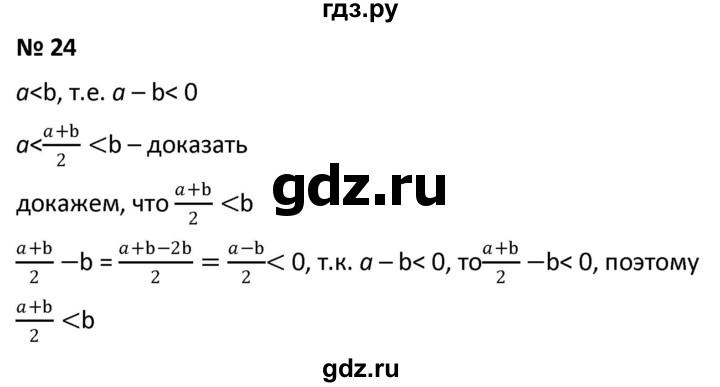 гдз.ру
№ 24
a<b, т.е. a – b< 0
a<\frac{a+b}{2} <b – доказать
gdz.ru
докажем, что \frac{a+b}{2} <b
\frac{a+b}{2} −b = \frac{a+b−2b}{2} = \frac{a−b}{2}< 0, т.к. a – b< 0, то\frac{a+b}{2} −b< 0, поэтому
\frac{a+b}{2} <b
gdz.ru